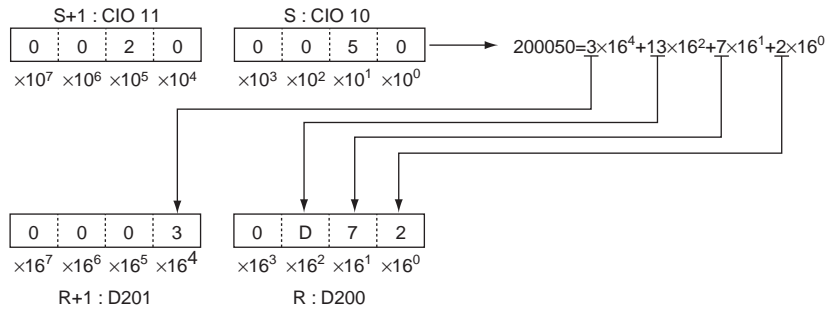 S+1 : CIO 11 S : CIO 10
0 0 2 0 0 0 5 0 200050=3×16⁴+13×16²+7×16¹+2×16⁰
×10⁷ ×10⁶ ×10⁵ ×10⁴ ×10³ ×10² ×10¹ ×10⁰
0 0 0 3 0 D 7 2
×16⁷ ×16⁶ ×16⁵ ×16⁴ ×16³ ×16² ×16¹ ×16⁰
R+1 : D201 R : D200